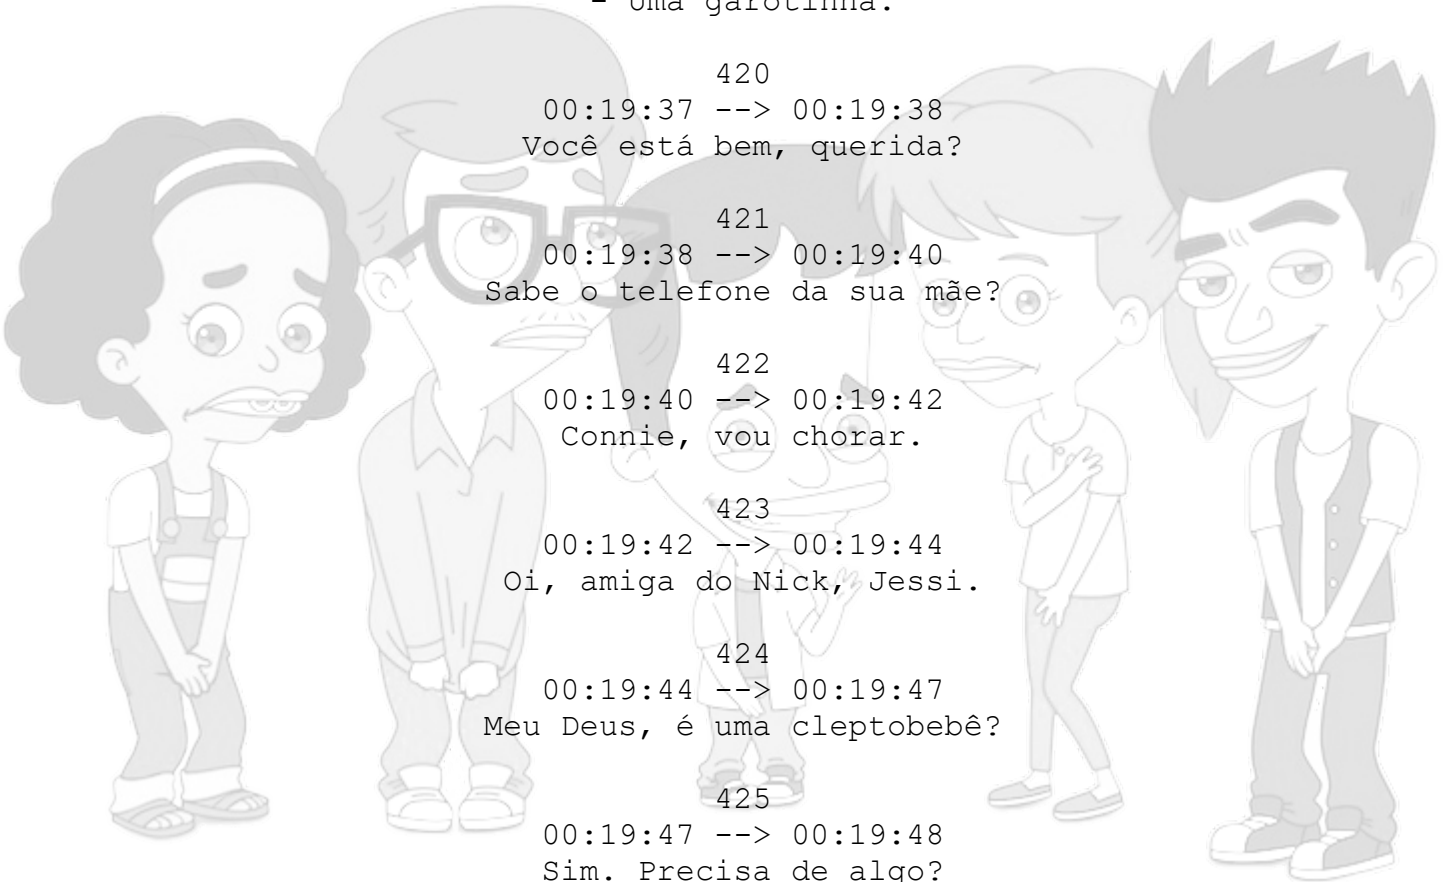 - Uma garotinha.
420
00:19:37 --> 00:19:38
Você está bem, querida?
421
00:19:38 --> 00:19:40
Sabe o telefone da sua mãe?
422
00:19:40 --> 00:19:42
Connie, vou chorar.
423
00:19:42 --> 00:19:44
Oi, amiga do Nick, Jessi.
424
00:19:44 --> 00:19:47
Meu Deus, é uma cleptobebê?
425
00:19:47 --> 00:19:48
Sim. Precisa de algo?